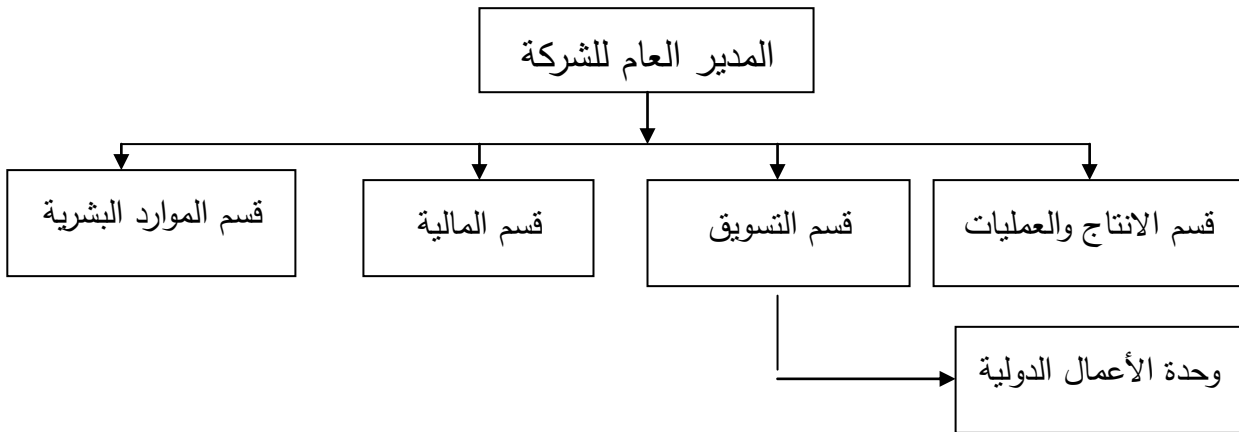 المدير العام للشركة
قسم الانتاج والعمليات
قسم التسويق
قسم المالية
قسم الموارد البشرية
وحدة الأعمال الدولية